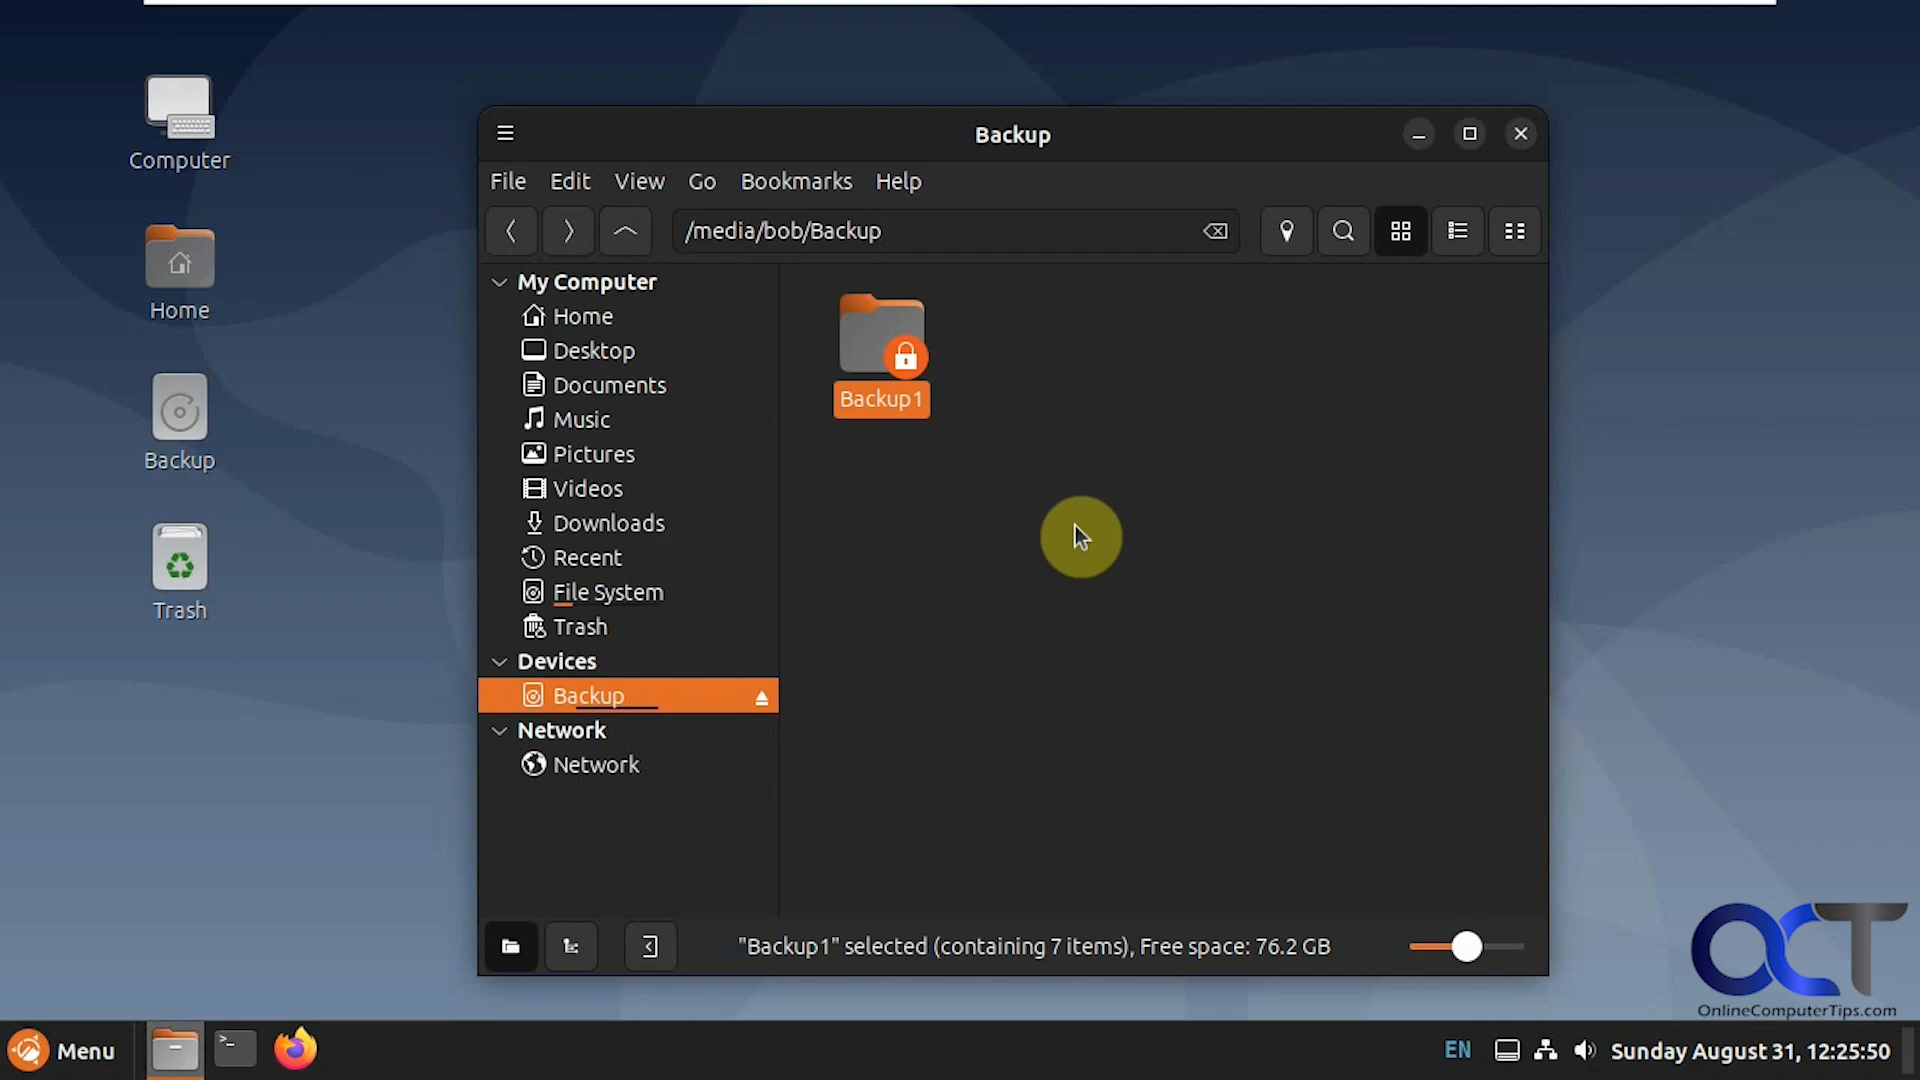 Computer
Home
Backup
Trash
Backup
File Edit View Go Bookmarks Help
/media/bob/Backup
My Computer
Home
Desktop
Documents
Music
Pictures
Videos
Downloads
Recent
File System
Trash
Devices
Backup
Network
Network
Backup1
"Backup1" selected (containing 7 items), Free space: 76.2 GB
OCT
OnlineComputerTips.com
Menu
EN
Sunday August 31, 12:25:50